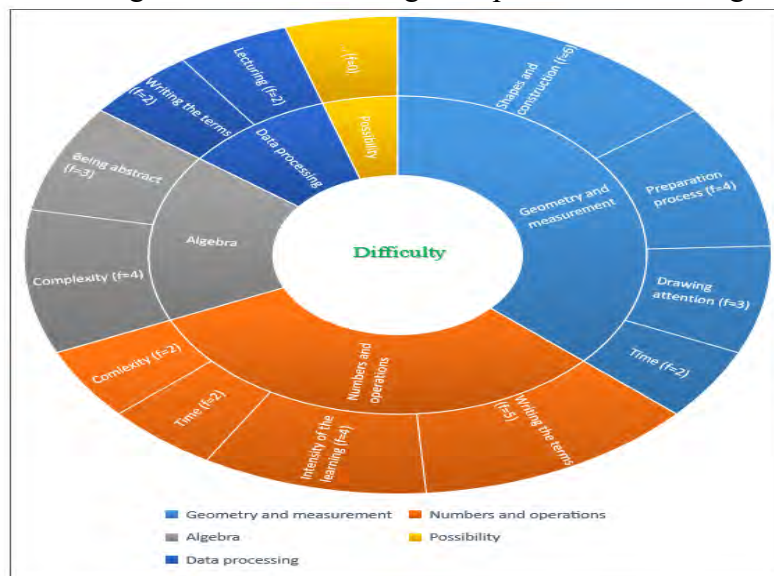 Shapes and
construction (f=6)
Preparation
process (f=4)
Drawing
attention (f=3)
Time (f=2)
Geometry and
measurement
Writing the terms
(f=5)
Intensity of the
learning (f=4)
Time (f=2)
Comlexity (f=2)
Numbers and
operations
Complexity (f=4)
Being abstract
(f=3)
Algebra
Writing the terms
(f=2)
Lecturing (f=2)
Data processing
Possibility
Difficulty
Geometry and measurement
Numbers and operations
Algebra
Possibility
Data processing